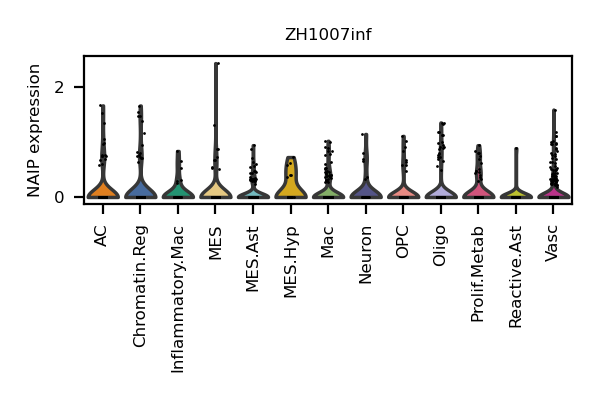 ZH1007inf
NAIP expression
2
0
AC
Chromatin.Reg
Inflammatory.Mac
MES
MES.Ast
MES.Hyp
Mac
Neuron
OPC
Oligo
Prolif.Metab
Reactive.Ast
Vasc